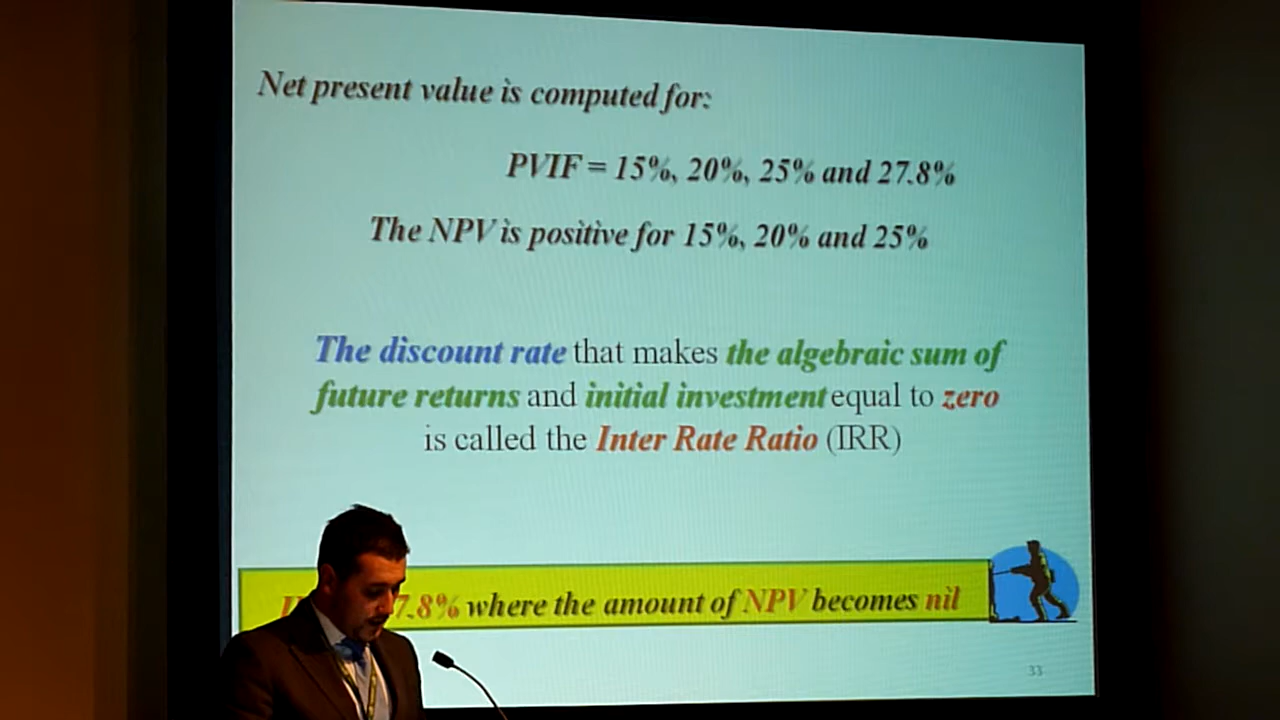 Net present value is computed for:
PVIF = 15%, 20%, 25% and 27.8%
The NPV is positive for 15%, 20% and 25%
The discount rate that makes the algebraic sum of
future returns and initial investment equal to zero
is called the Inter Rate Ratio (IRR)
7.8% where the amount of NPV becomes nil
33